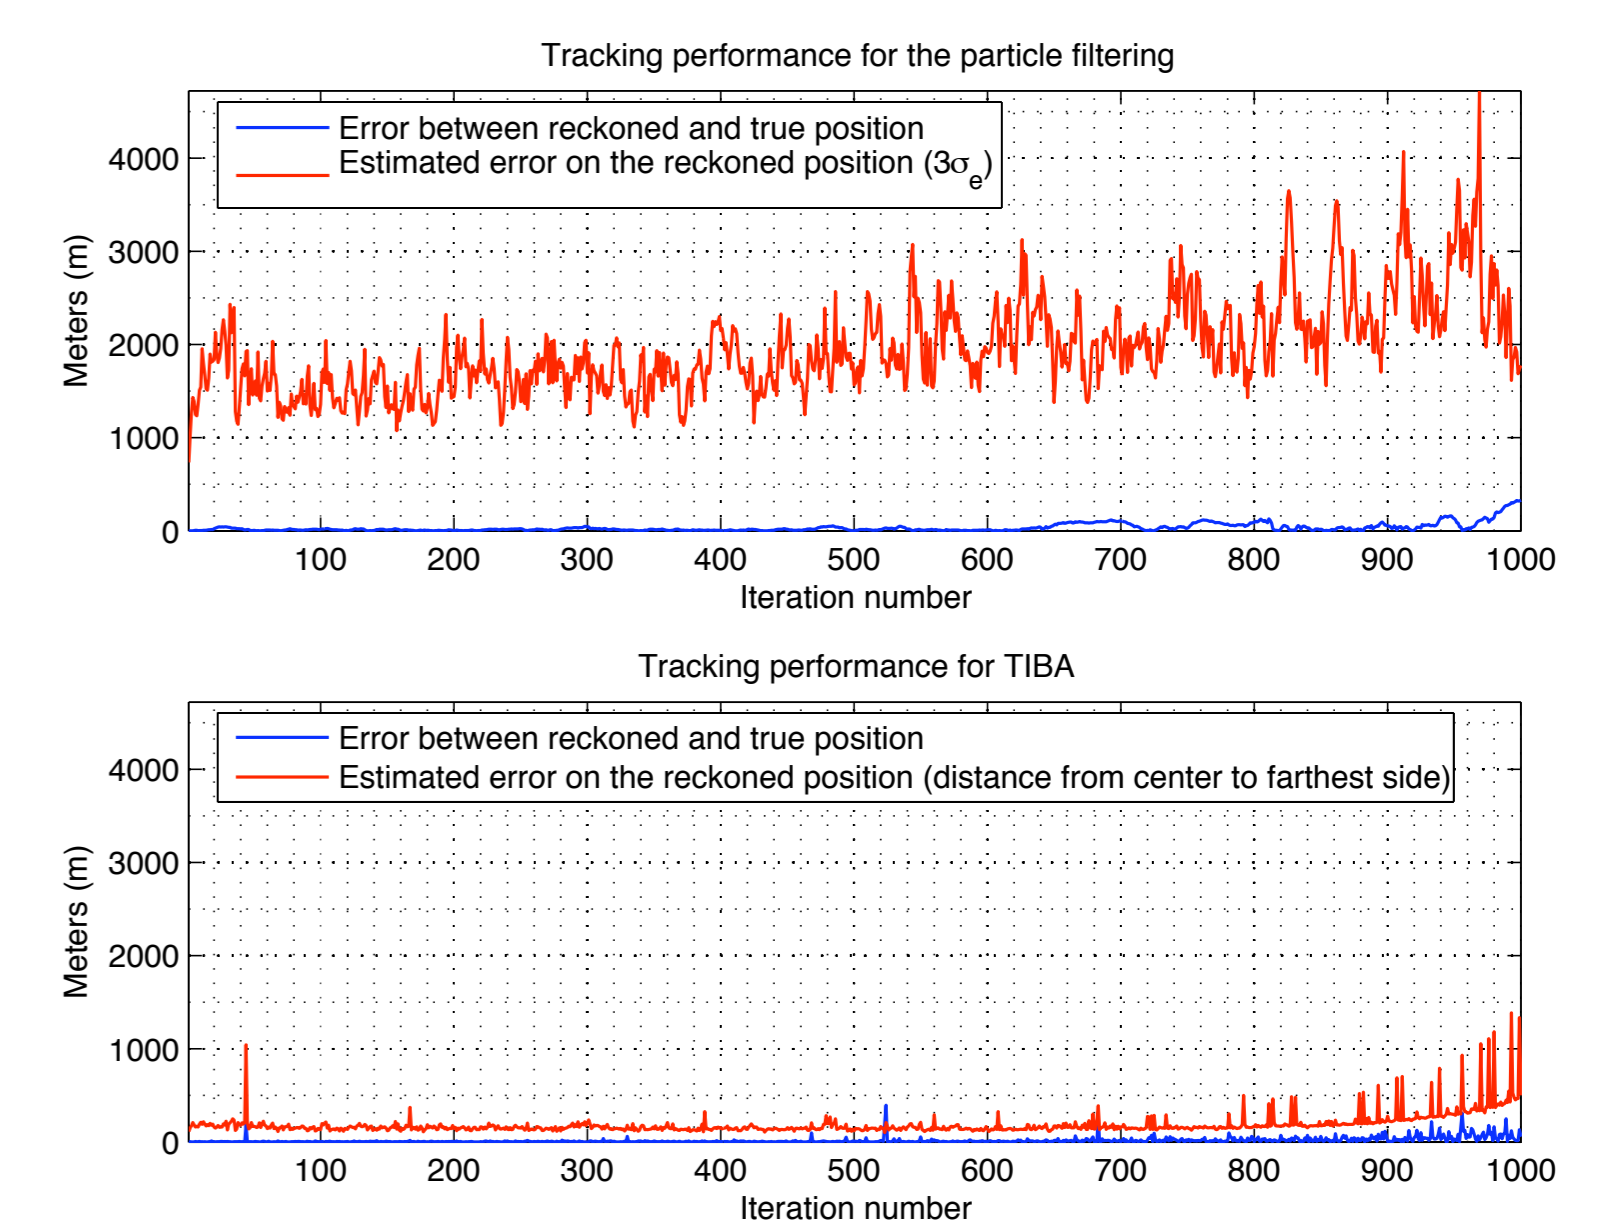 Tracking performance for the particle filtering
Error between reckoned and true position
Estimated error on the reckoned position (3σe)
4000
3000
2000
1000
0
Meters (m)
100 200 300 400 500 600 700 800 900 1000
Iteration number
Tracking performance for TIBA
Error between reckoned and true position
Estimated error on the reckoned position (distance from center to farthest side)
4000
3000
2000
1000
0
Meters (m)
100 200 300 400 500 600 700 800 900 1000
Iteration number